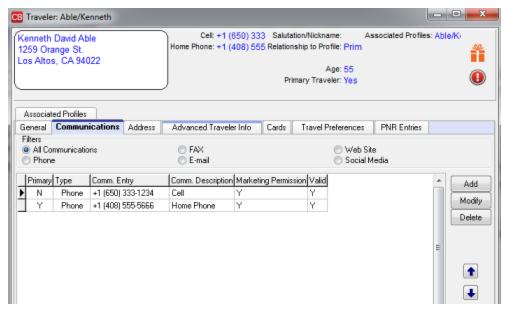 CB Traveler: Able/Kenneth
Kenneth David Able
1259 Orange St.
Los Altos, CA 94022
Cell: +1 (650) 333 Salutation/Nickname: Associated Profiles: Able/K
Home Phone: +1 (408) 555 Relationship to Profile: Prim
Age: 55
Primary Traveler: Yes
Associated Profiles
General Communications Address Advanced Traveler Info Cards Travel Preferences PNR Entries
Filters
All Communications FAX Web Site
Phone E-mail Social Media
Primary Type Comm. Entry Comm. Description Marketing Permission Valid
N Phone +1 (650) 333-1234 Cell Y Y
Y Phone +1 (408) 555-5666 Home Phone Y Y
Add
Modify
Delete